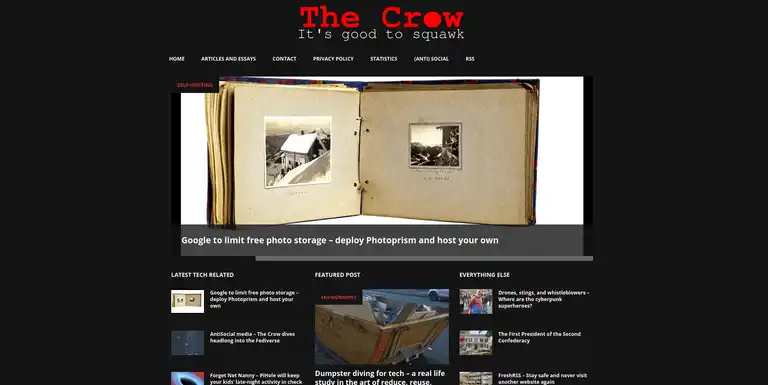 The Crow
It's good to squawk
HOME ARTICLES AND ESSAYS CONTACT PRIVACY POLICY STATISTICS (ANTI) SOCIAL RSS
SELF-HOSTING
Google to limit free photo storage – deploy Photoprism and host your own
LATEST TECH RELATED
Google to limit free photo storage –
deploy Photoprism and host your
own
AntiSocial media – The Crow dives
headlong into the Fediverse
Forget Net Nanny – PiHole will keep
your kids' late-night activity in check
FEATURED POST
ENVIRONMENT
Dumpster diving for tech – a real life
study in the art of reduce, reuse,
EVERYTHING ELSE
Drones, stings, and whistleblowers –
Where are the cyberpunk
superheroes?
The First President of the Second
Confederacy
FreshRSS – Stay safe and never visit
another website again